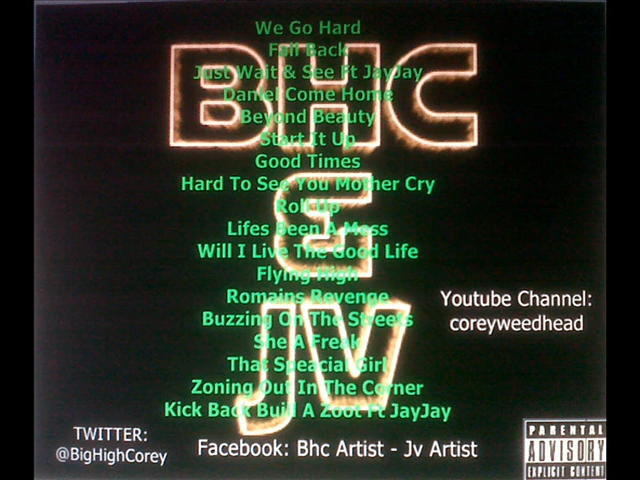 We Go Hard
Fall Back
Just Wait & See Ft JayJay
Daniel Come Home
Beyond Beauty
Start It Up
Good Times
Hard To See You Mother Cry
Roll Up
Lifes Been A Mess
Will I Live The Good Life
Flying High
Romains Revenge
Buzzing On The Streets
She A Freak
That Speacial Girl
Zoning Out In The Corner
Kick Back Buill A Zoot Ft JayJay
BHC
&
JV
Youtube Channel:
coreyweedhead
TWITTER:
@BigHighCorey
Facebook: Bhc Artist - Jv Artist
PARENTAL
ADVISORY
EXPLICIT CONTENT